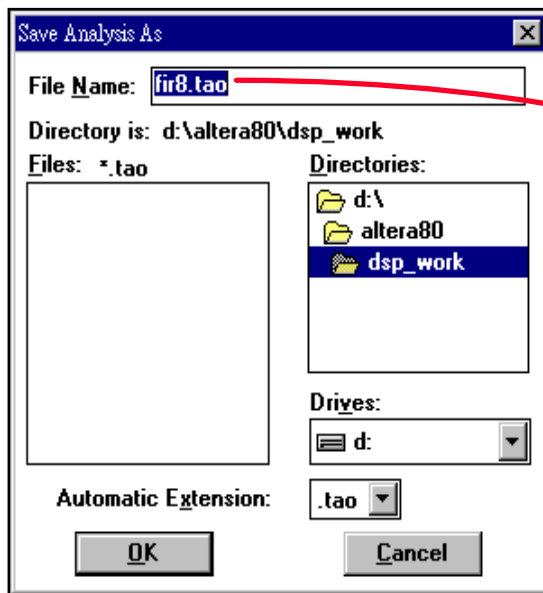 Save Analysis As
File Name: fir8.tao
Directory is: d:\altera80\dsp_work
Files: *.tao
Directories:
d:\
altera80
dsp_work
Drives:
d:
Automatic Extension: .tao
OK Cancel